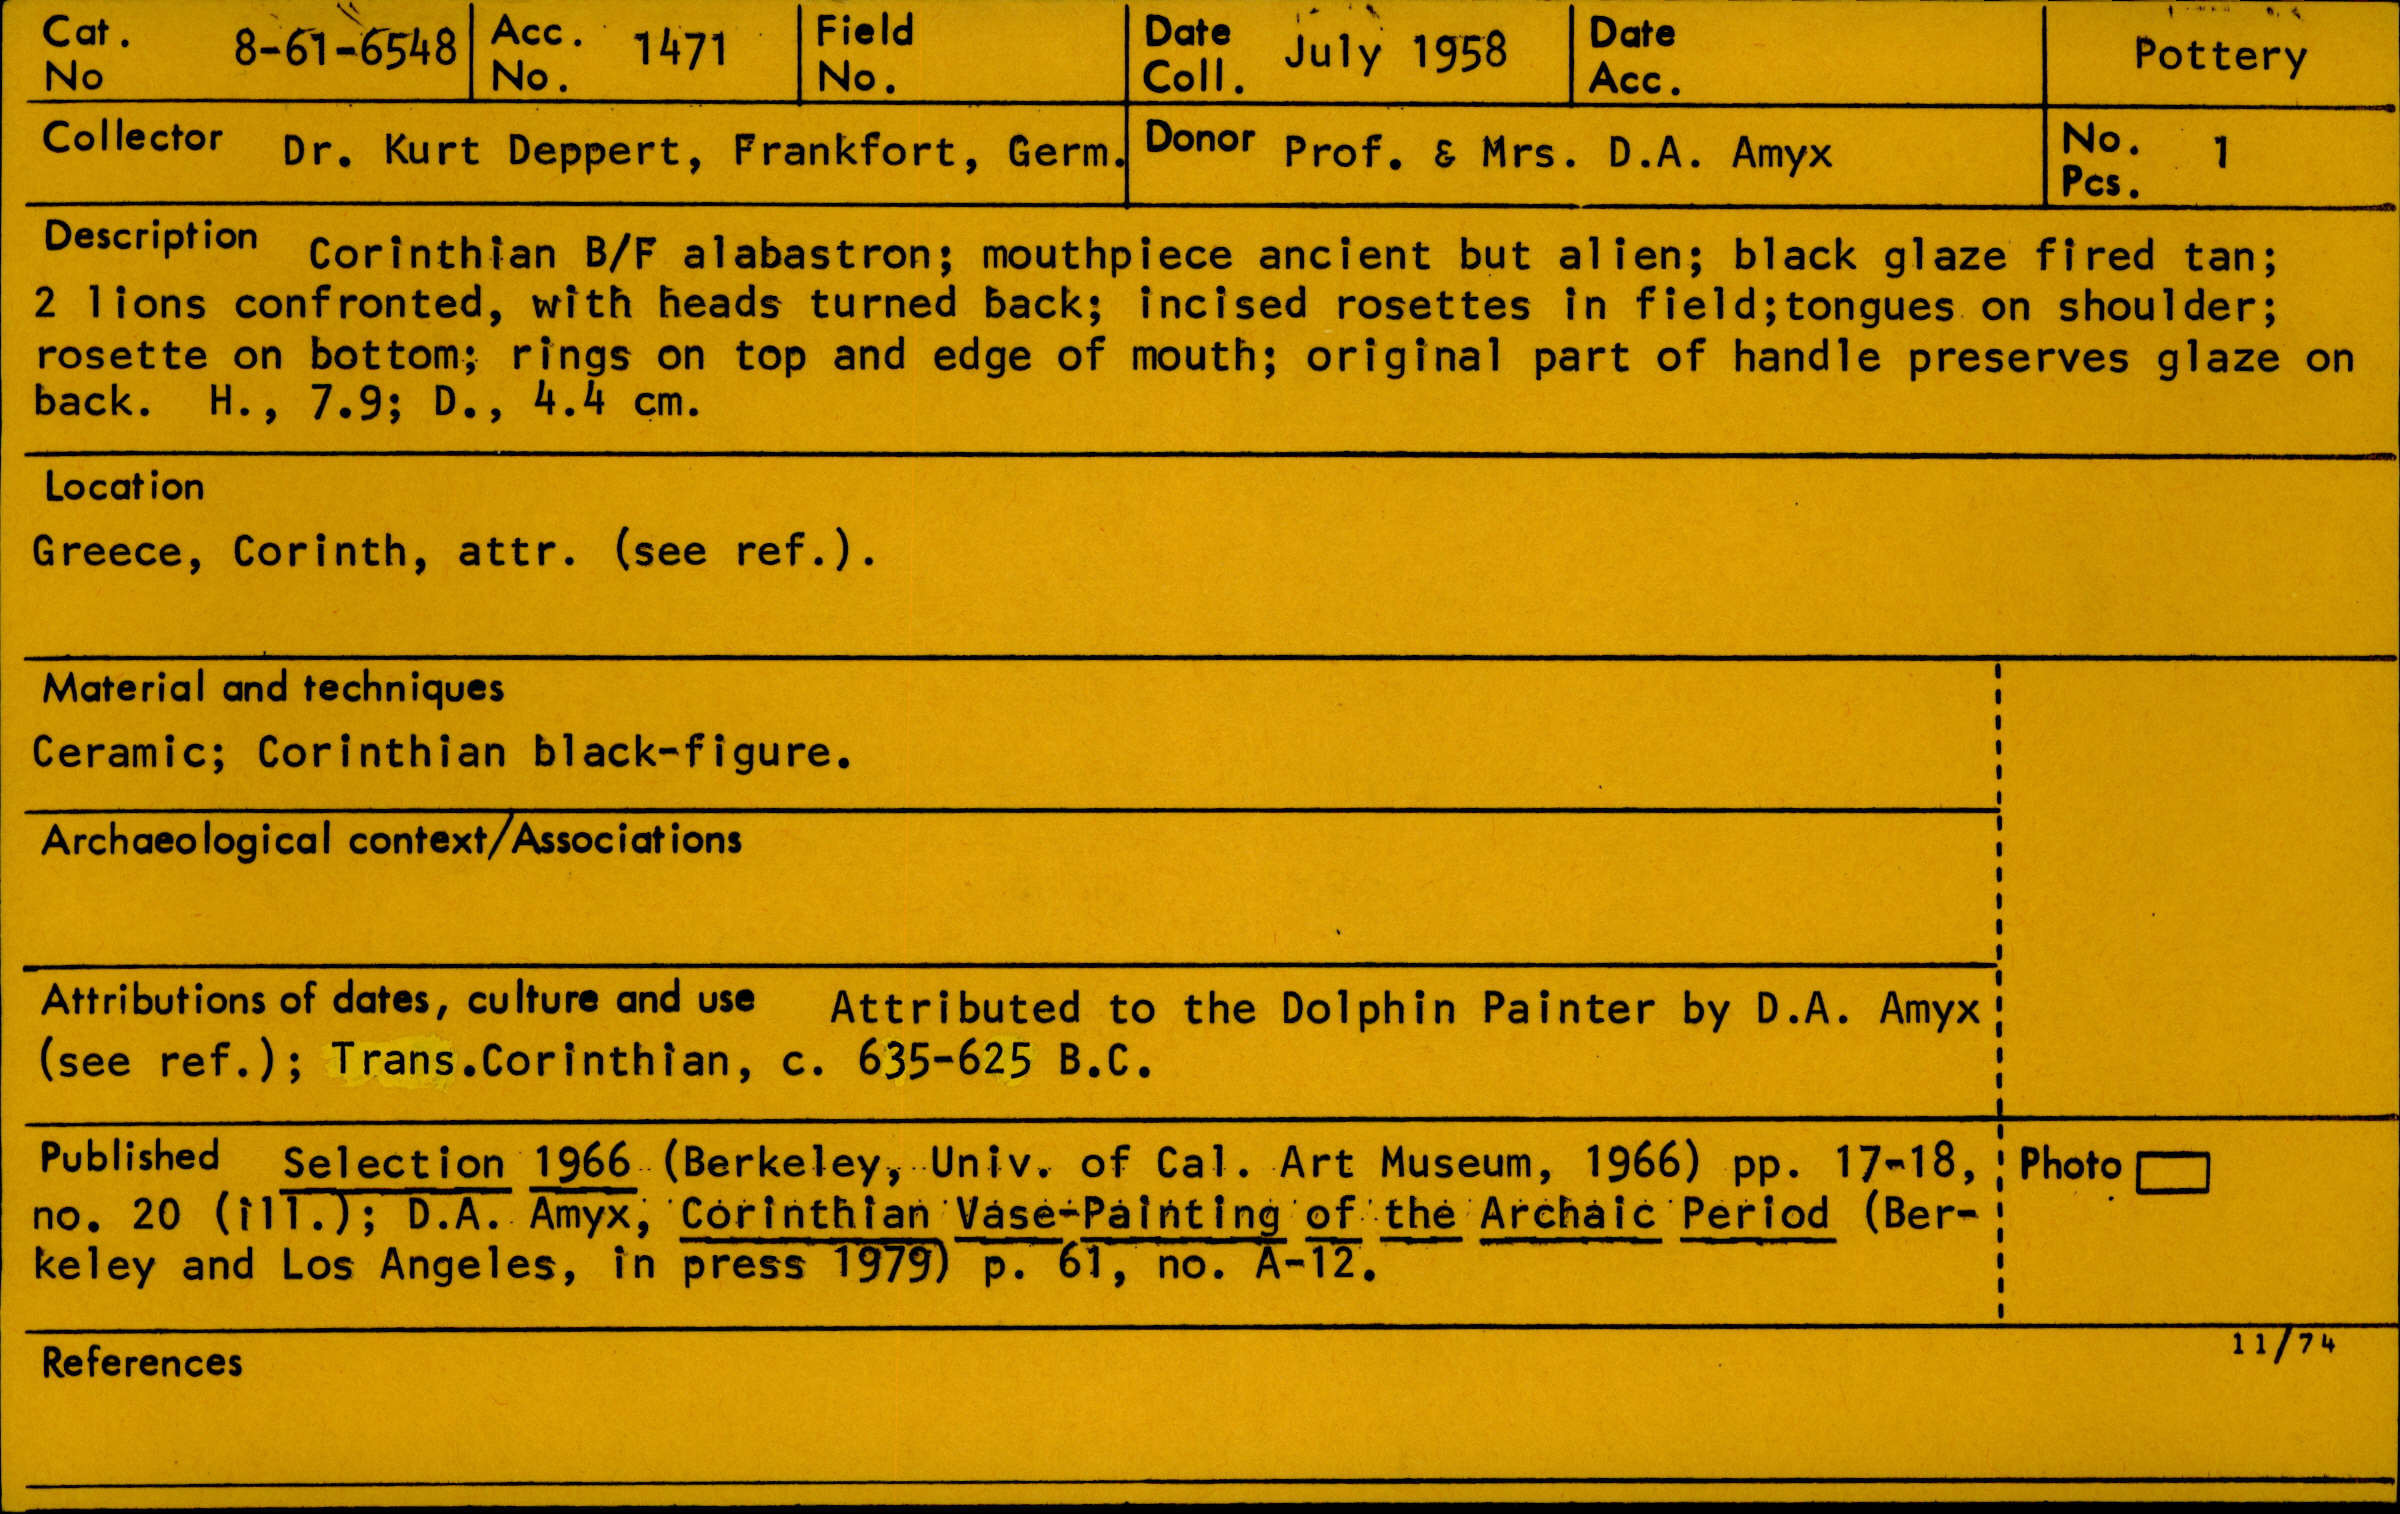 Cat. No 8-61-6548 Acc. No. 1471 Field No. Date Coll. July 1958 Date Acc. Pottery
Collector Dr. Kurt Deppert, Frankfort, Germ. Donor Prof. & Mrs. D.A. Amyx No. Pcs. 1
Description Corinthian B/F alabastron; mouthpiece ancient but alien; black glaze fired tan;
2 lions confronted, with heads turned back; incised rosettes in field;tongues on shoulder;
rosette on bottom; rings on top and edge of mouth; original part of handle preserves glaze on
back. H., 7.9; D., 4.4 cm.
Location
Greece, Corinth, attr. (see ref.).
Material and techniques
Ceramic; Corinthian black-figure.
Archaeological context/Associations
Attributions of dates, culture and use Attributed to the Dolphin Painter by D.A. Amyx
(see ref.); Trans.Corinthian, c. 635-625 B.C.
Published Selection 1966 (Berkeley, Univ. of Cal. Art Museum, 1966) pp. 17-18, Photo
no. 20 (ill.); D.A. Amyx, Corinthian Vase-Painting of the Archaic Period (Ber-
keley and Los Angeles, in press 1979) p. 61, no. A-12.
References 11/74